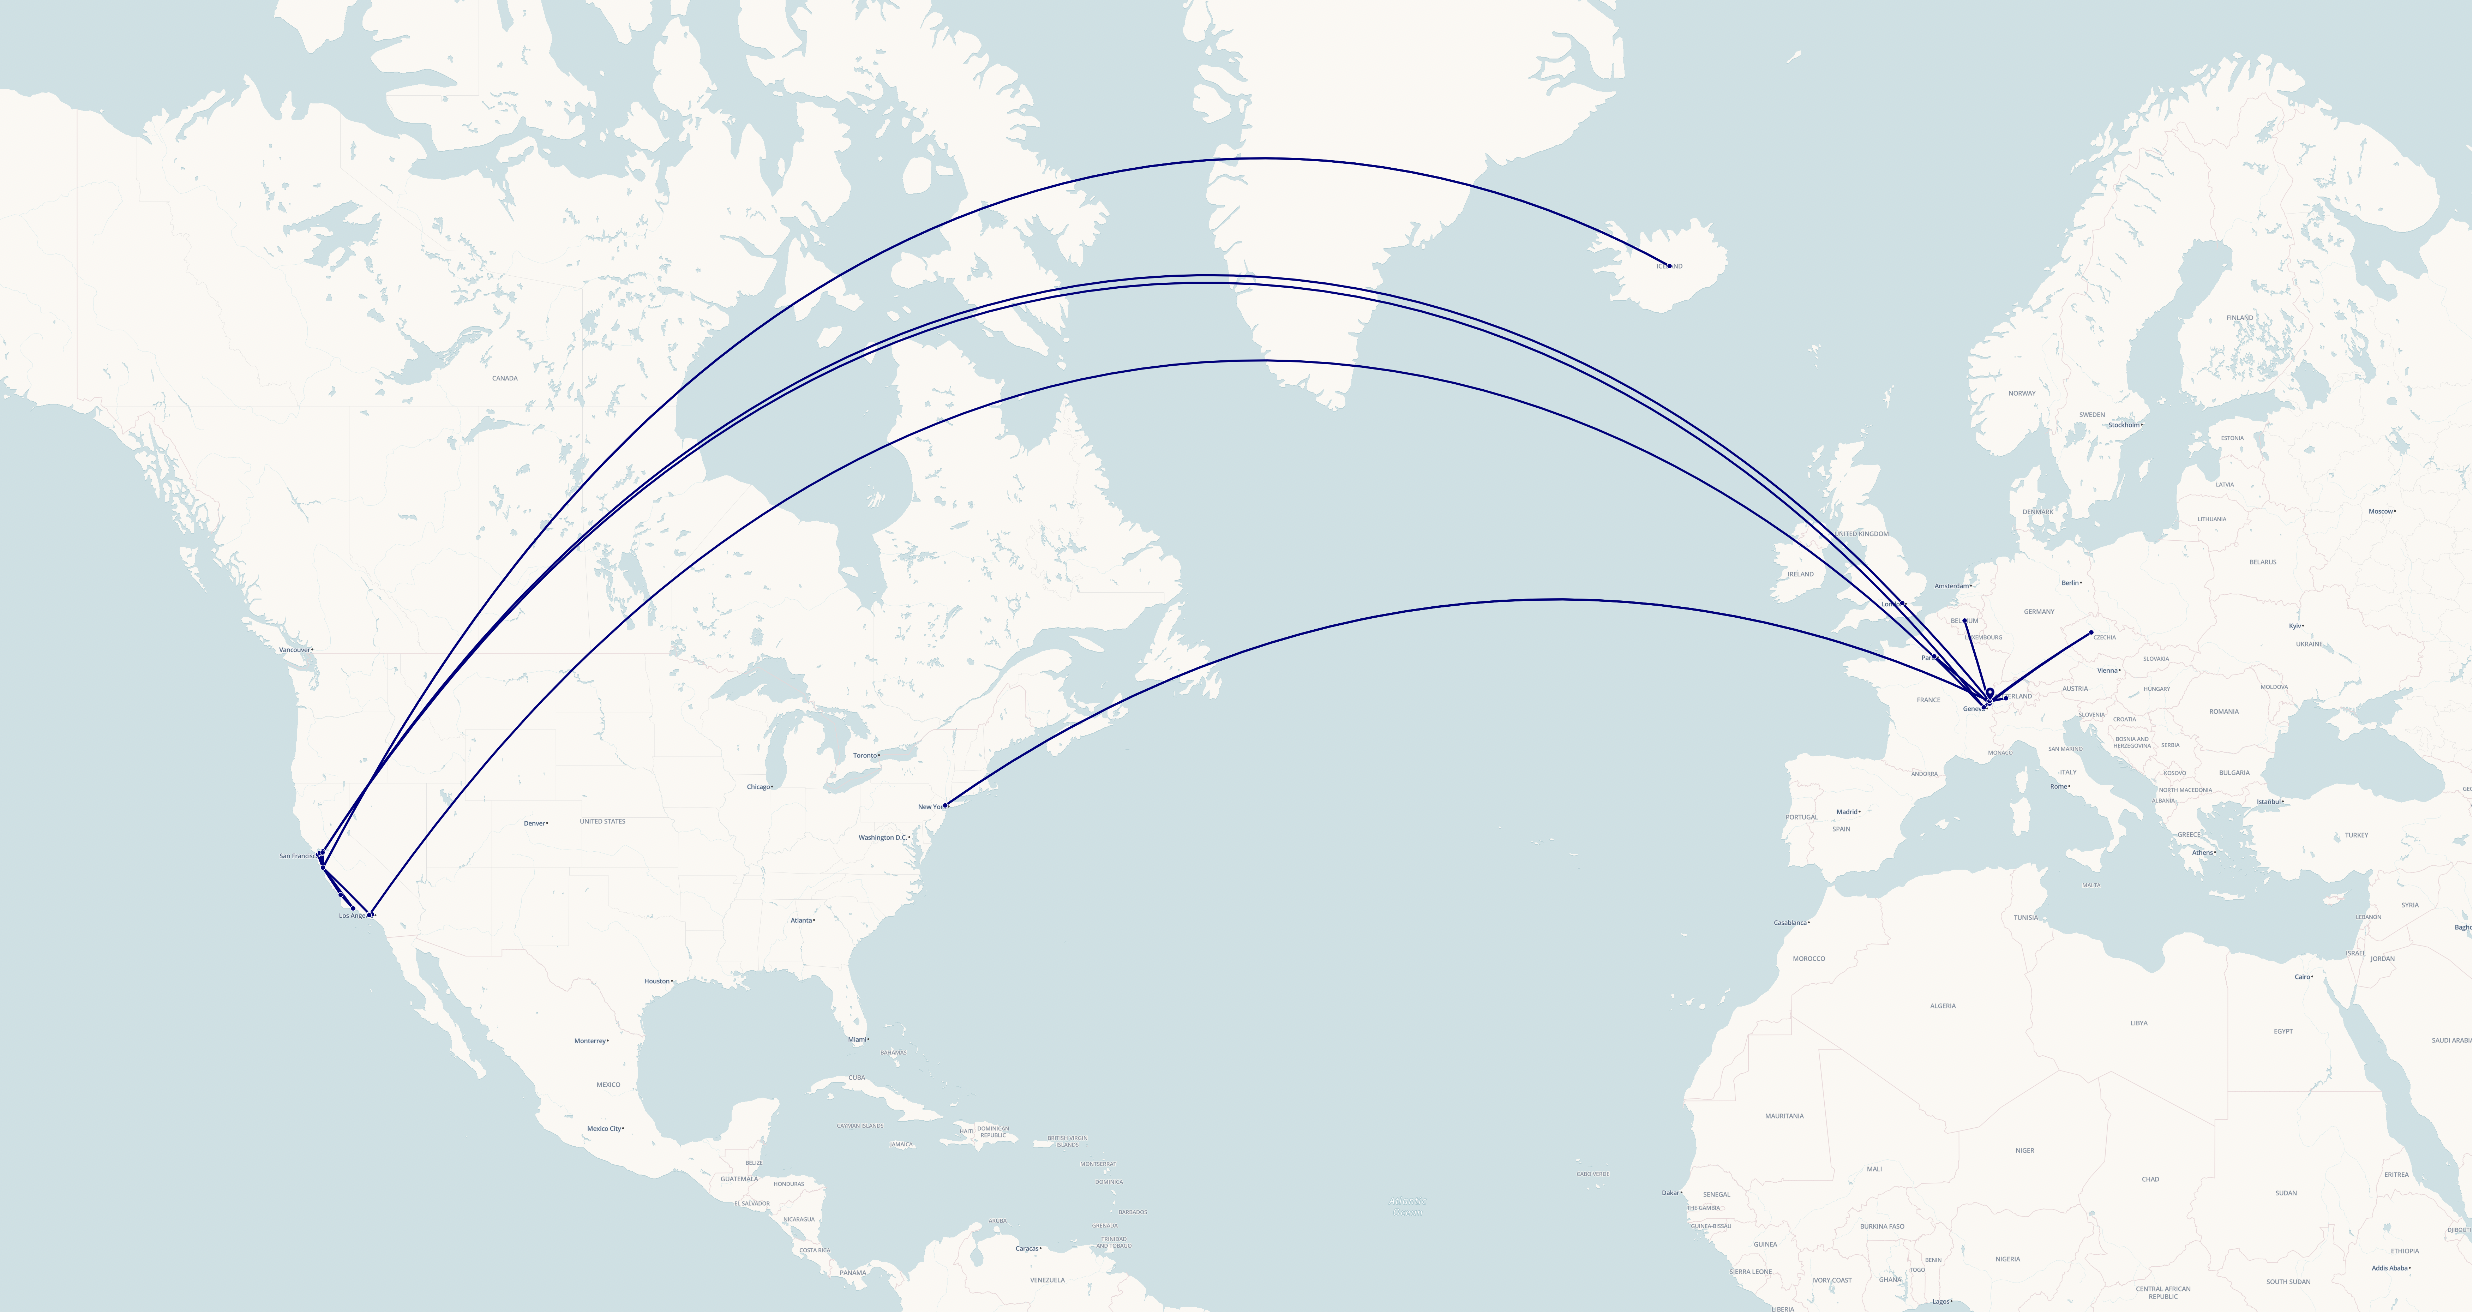 ICELAND
FINLAND
CANADA
NORWAY
SWEDEN
Stockholm
ESTONIA
LATVIA
Moscow
DENMARK
LITHUANIA
UNITED KINGDOM
BELARUS
IRELAND
Amsterdam
Berlin
London
GERMANY
BELGIUM
Kyiv
LUXEMBOURG
CZECHIA
UKRAINE
Vancouver
SLOVAKIA
Vienna
AUSTRIA
HUNGARY
MOLDOVA
FRANCE
Geneva
ROMANIA
SLOVENIA
CROATIA
BOSNIA AND
HERZEGOVINA
SERBIA
MONACO
SAN MARINO
Toronto
ITALY
KOSOVO
BULGARIA
ANDORRA
Chicago
Rome
NORTH MACEDONIA
ALBANIA
Istanbul
New York
Madrid
PORTUGAL
SPAIN
Denver
UNITED STATES
Washington D.C.
GREECE
TURKEY
Athens
San Francisco
MALTA
SYRIA
Los Angeles
Atlanta
Casablanca
TUNISIA
LEBANON
MOROCCO
ISRAEL
JORDAN
Houston
Cairo
ALGERIA
LIBYA
EGYPT
Monterrey
Miami
BAHAMAS
SAUDI ARABIA
MEXICO
CUBA
Mexico City
CAYMAN ISLANDS
HAITI
DOMINICAN
REPUBLIC
JAMAICA
BRITISH VIRGIN
ISLANDS
MAURITANIA
BELIZE
MONTSERRAT
GUATEMALA
HONDURAS
DOMINICA
CABO VERDE
MALI
NIGER
CHAD
SUDAN
ERITREA
EL SALVADOR
Dakar
SENEGAL
Atlantic
Ocean
THE GAMBIA
NICARAGUA
ARUBA
BARBADOS
GRENADA
GUINEA-BISSAU
BURKINA FASO
COSTA RICA
Caracas
TRINIDAD
AND TOBAGO
GUINEA
BENIN
NIGERIA
ETHIOPIA
PANAMA
VENEZUELA
SIERRA LEONE
IVORY COAST
GHANA
TOGO
SOUTH SUDAN
Addis Ababa
CENTRAL AFRICAN
REPUBLIC
Lagos
LIBERIA